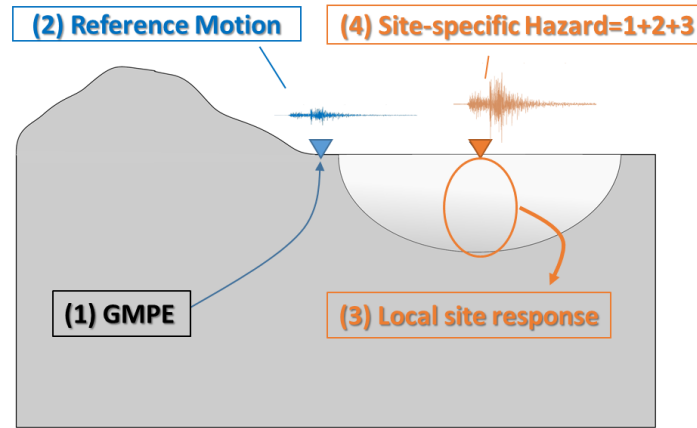 (2) Reference Motion
(4) Site-specific Hazard=1+2+3
(1) GMPE
(3) Local site response